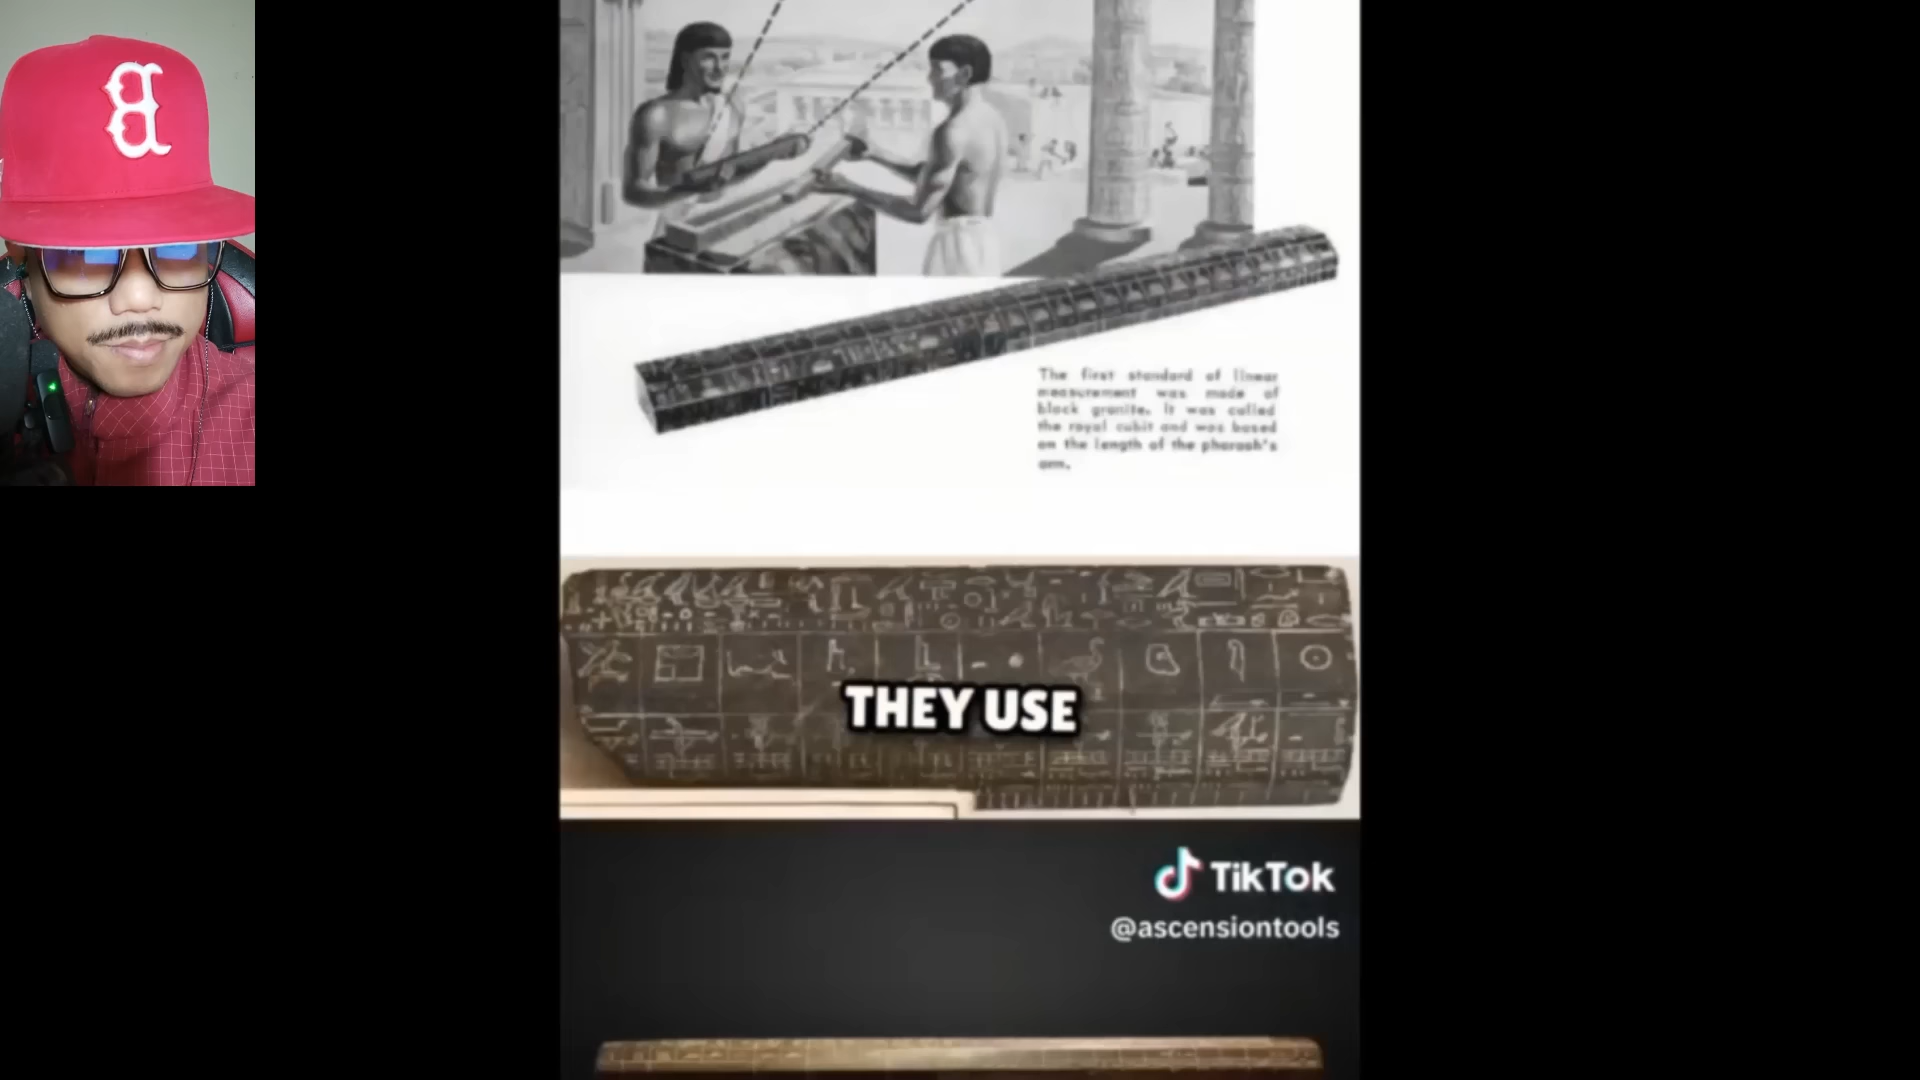 B
The first standard of linear
measurement was made of
black granite. It was called
the royal cubit and was based
on the length of the pharaoh's
arm.
THEY USE
TikTok
@ascensiontools